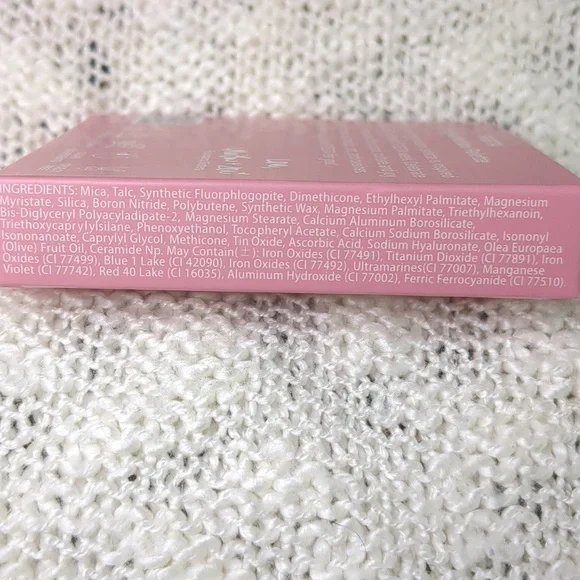 INGREDIENTS: Mica, Talc, Synthetic Fluorphlogopite, Dimethicone, Ethylhexyl Palmitate, Magnesium
Myristate, Silica, Boron Nitride, Polybutene, Synthetic Wax, Magnesium Palmitate, Triethylhexanoin,
Bis-Diglyceryl Polyacyladipate-2, Magnesium Stearate, Calcium Aluminum Borosilicate,
Triethoxycaprylylsilane, Phenoxyethanol, Tocopheryl Acetate, Calcium Sodium Borosilicate, Isononyl
Isononanoate, Caprylyl Glycol, Methicone, Tin Oxide, Ascorbic Acid, Sodium Hyaluronate, Olea Europaea
(Olive) Fruit Oil, Ceramide Np. May Contain(±): Iron Oxides (CI 77491), Titanium Dioxide (CI 77891), Iron
Oxides (CI 77499), Blue 1 Lake (CI 42090), Iron Oxides (CI 77492), Ultramarines(CI 77007), Manganese
Violet (CI 77742), Red 40 Lake (CI 16035), Aluminum Hydroxide (CI 77002), Ferric Ferrocyanide (CI 77510).